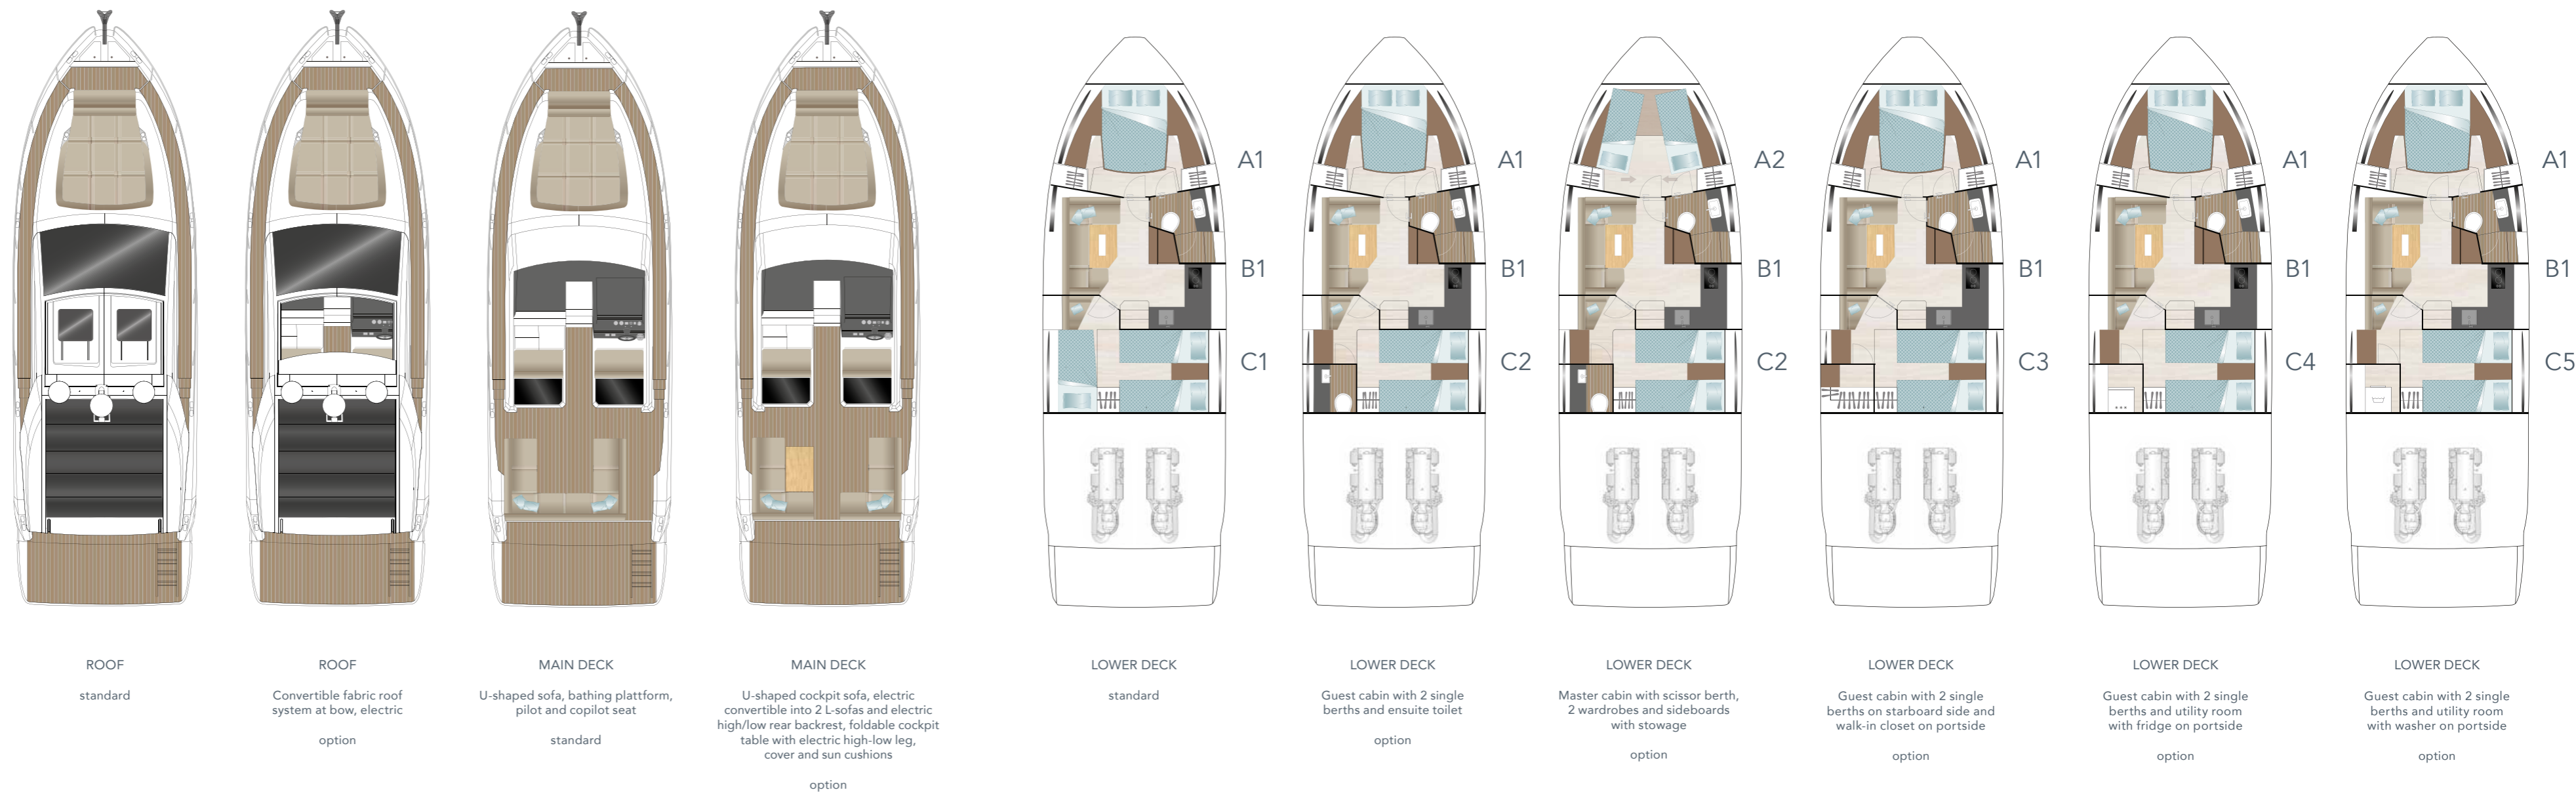 A1
B1
C1
A1
B1
C2
A2
B1
C2
A1
B1
C3
A1
B1
C4
A1
B1
C5
ROOF
standard
ROOF
Convertible fabric roof
system at bow, electric
option
MAIN DECK
U-shaped sofa, bathing plattform,
pilot and copilot seat
standard
MAIN DECK
U-shaped cockpit sofa, electric
convertible into 2 L-sofas and electric
high/low rear backrest, foldable cockpit
table with electric high-low leg,
cover and sun cushions
option
LOWER DECK
standard
LOWER DECK
Guest cabin with 2 single
berths and ensuite toilet
option
LOWER DECK
Master cabin with scissor berth,
2 wardrobes and sideboards
with stowage
option
LOWER DECK
Guest cabin with 2 single
berths on starboard side and
walk-in closet on portside
option
LOWER DECK
Guest cabin with 2 single
berths and utility room
with fridge on portside
option
LOWER DECK
Guest cabin with 2 single
berths and utility room
with washer on portside
option